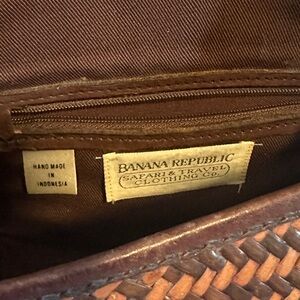 HAND MADE
IN
INDONESIA
BANANA REPUBLIC
SAFARI & TRAVEL
CLOTHING CO.